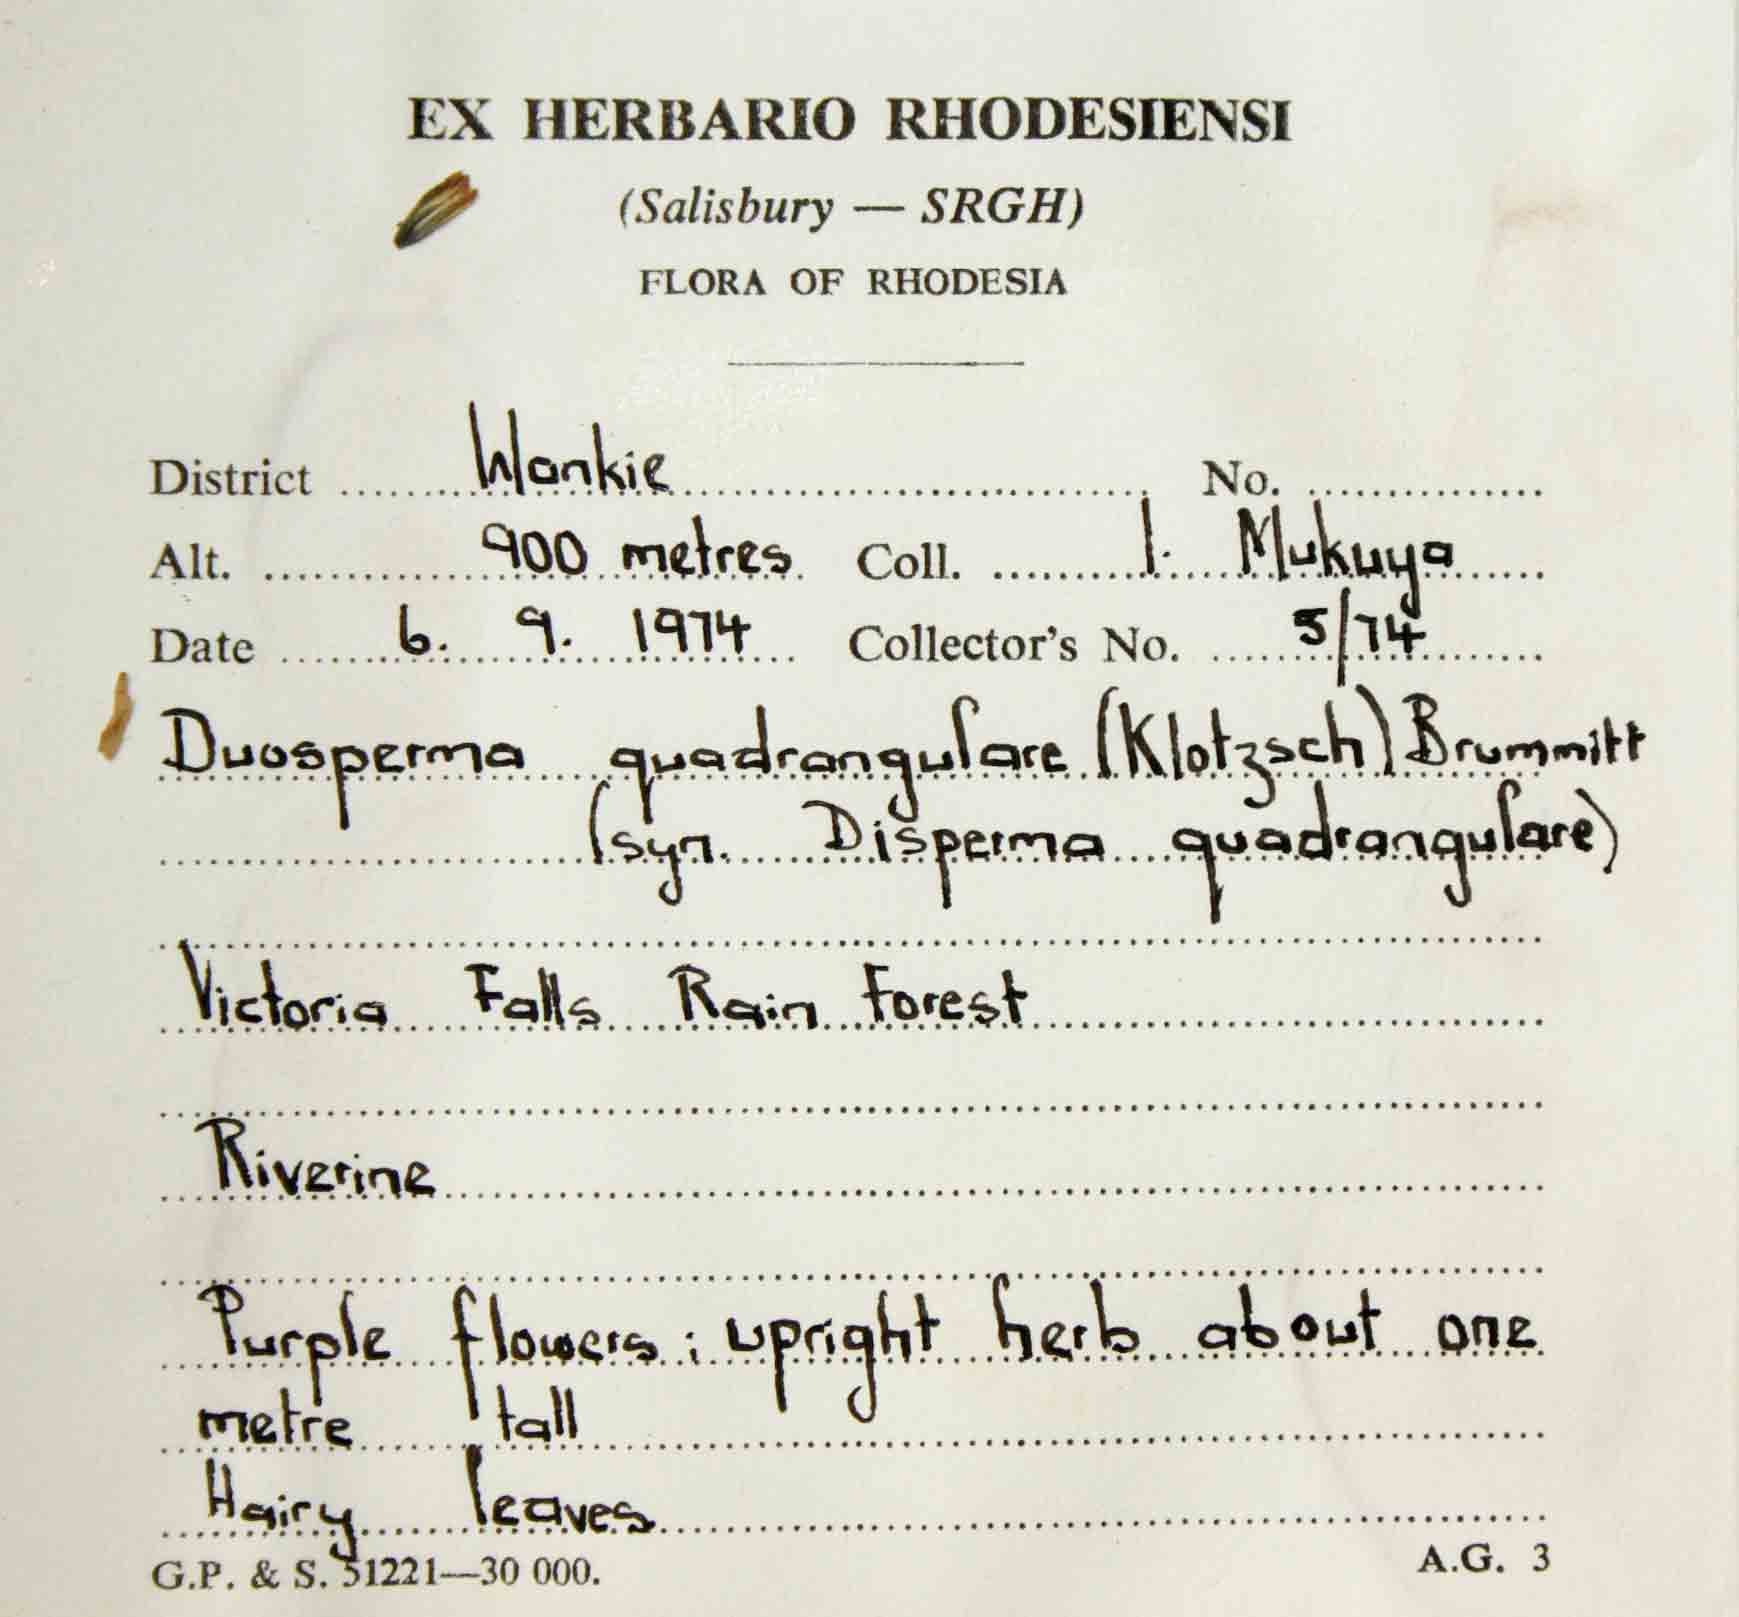 EX HERBARIO RHODESIENSI
(Salisbury — SRGH)
FLORA OF RHODESIA
District Wankie No.
Alt. 900 metres Coll. I. Mukuya
Date 6. 9. 1974 Collector's No. 5/74
Duosperma quadrangulare (Klotzsch) Brummitt
(syn. Disperma quadrangulare)
Victoria Falls Rain Forest
Riverine
Purple flowers; upright herb about one
metre tall
Hairy leaves
G.P. & S. 51221—30 000. A.G. 3